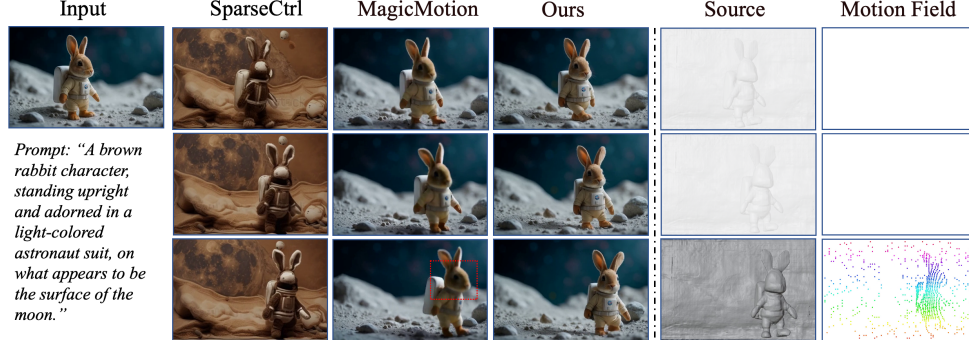 Input SparseCtrl MagicMotion Ours Source Motion Field
Prompt: “A brown
rabbit character,
standing upright
and adorned in a
light-colored
astronaut suit, on
what appears to be
the surface of the
moon.”